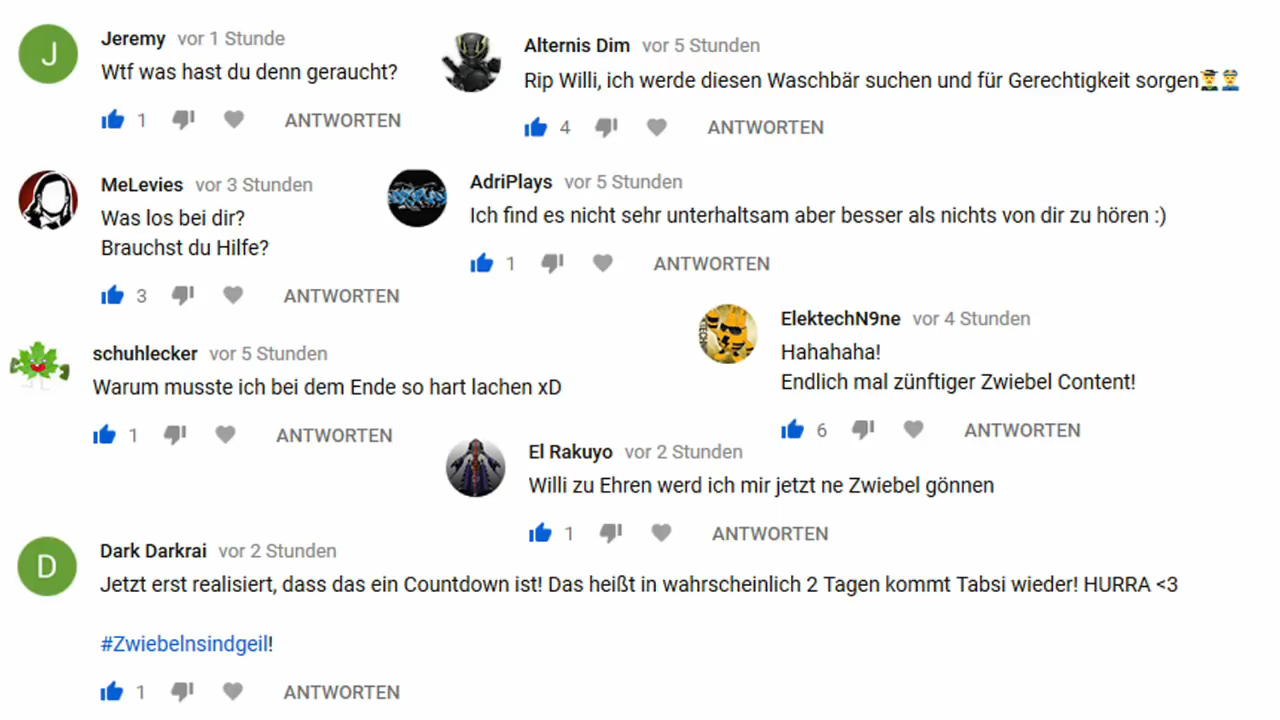 J
Jeremy vor 1 Stunde
Wtf was hast du denn geraucht?
1 ANTWORTEN
Alternis Dim vor 5 Stunden
Rip Willi, ich werde diesen Waschbär suchen und für Gerechtigkeit sorgen
4 ANTWORTEN
MeLevies vor 3 Stunden
Was los bei dir?
Brauchst du Hilfe?
3 ANTWORTEN
AdriPlays vor 5 Stunden
Ich find es nicht sehr unterhaltsam aber besser als nichts von dir zu hören :)
1 ANTWORTEN
ElektechN9ne vor 4 Stunden
Hahahaha!
Endlich mal zünftiger Zwiebel Content!
6 ANTWORTEN
schuhlecker vor 5 Stunden
Warum musste ich bei dem Ende so hart lachen xD
1 ANTWORTEN
El Rakuyo vor 2 Stunden
Willi zu Ehren werd ich mir jetzt ne Zwiebel gönnen
1 ANTWORTEN
D
Dark Darkrai vor 2 Stunden
Jetzt erst realisiert, dass das ein Countdown ist! Das heißt in wahrscheinlich 2 Tagen kommt Tabsi wieder! HURRA <3
#Zwiebelnsindgeil!
1 ANTWORTEN